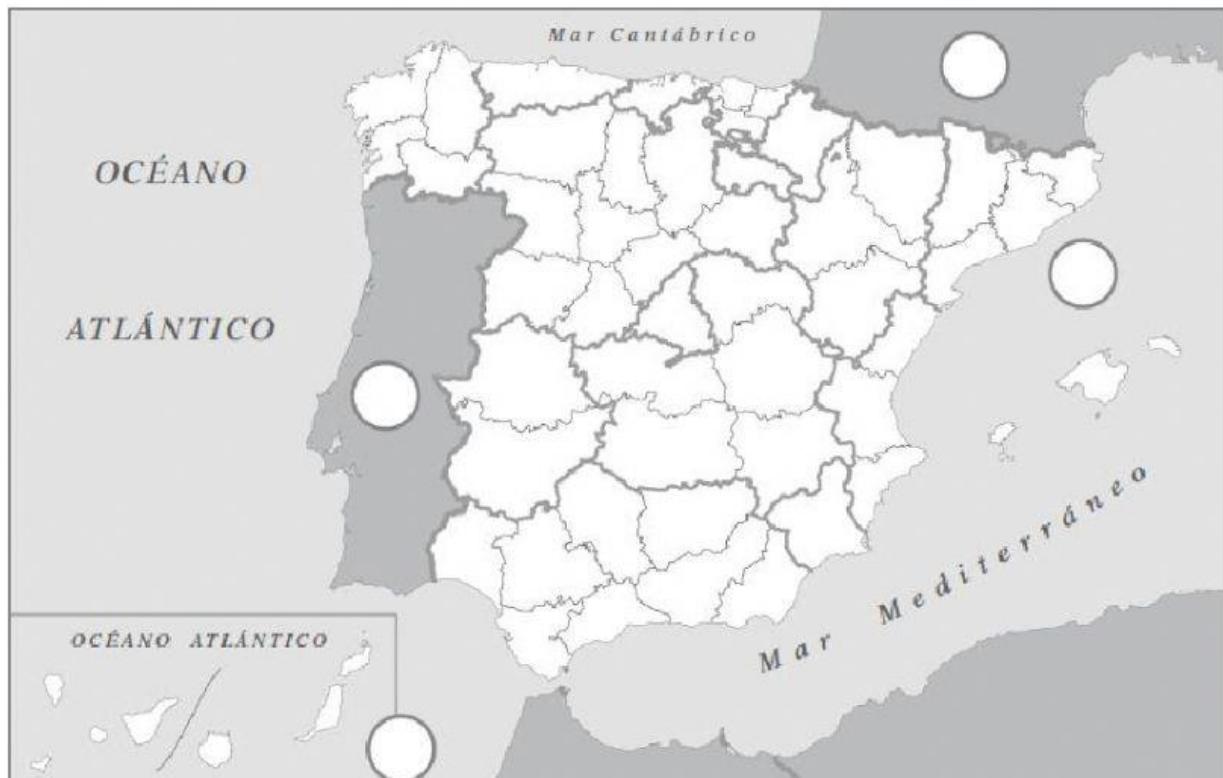 Mar Cantábrico
OCÉANO
ATLÁNTICO
Mar Mediterráneo
OCÉANO ATLÁNTICO